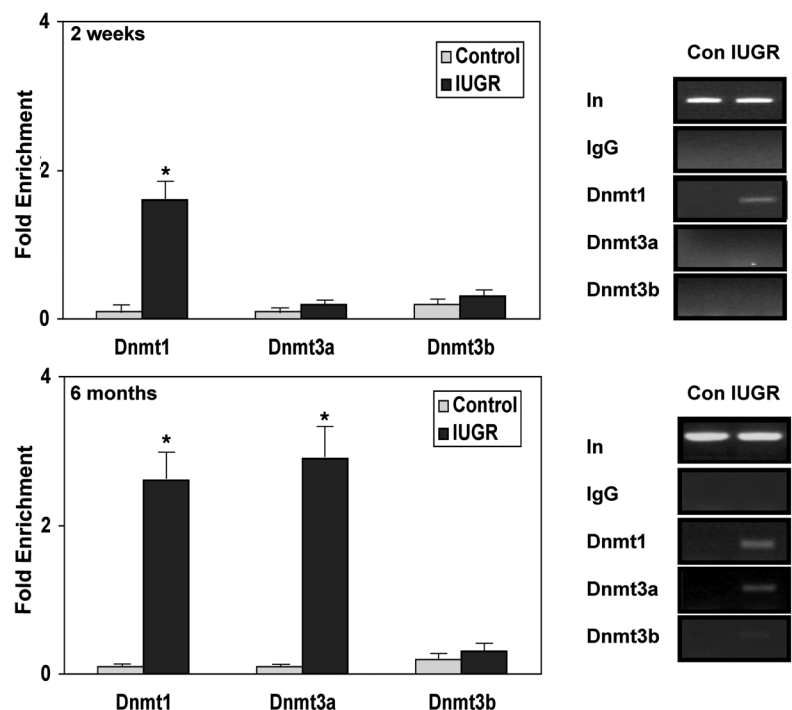 4
2 weeks
Control
IUGR
Fold Enrichment
2
*
0
Dnmt1 Dnmt3a Dnmt3b
Con IUGR
In
IgG
Dnmt1
Dnmt3a
Dnmt3b
4
6 months
Control
IUGR
Fold Enrichment
* *
2
0
Dnmt1 Dnmt3a Dnmt3b
Con IUGR
In
IgG
Dnmt1
Dnmt3a
Dnmt3b